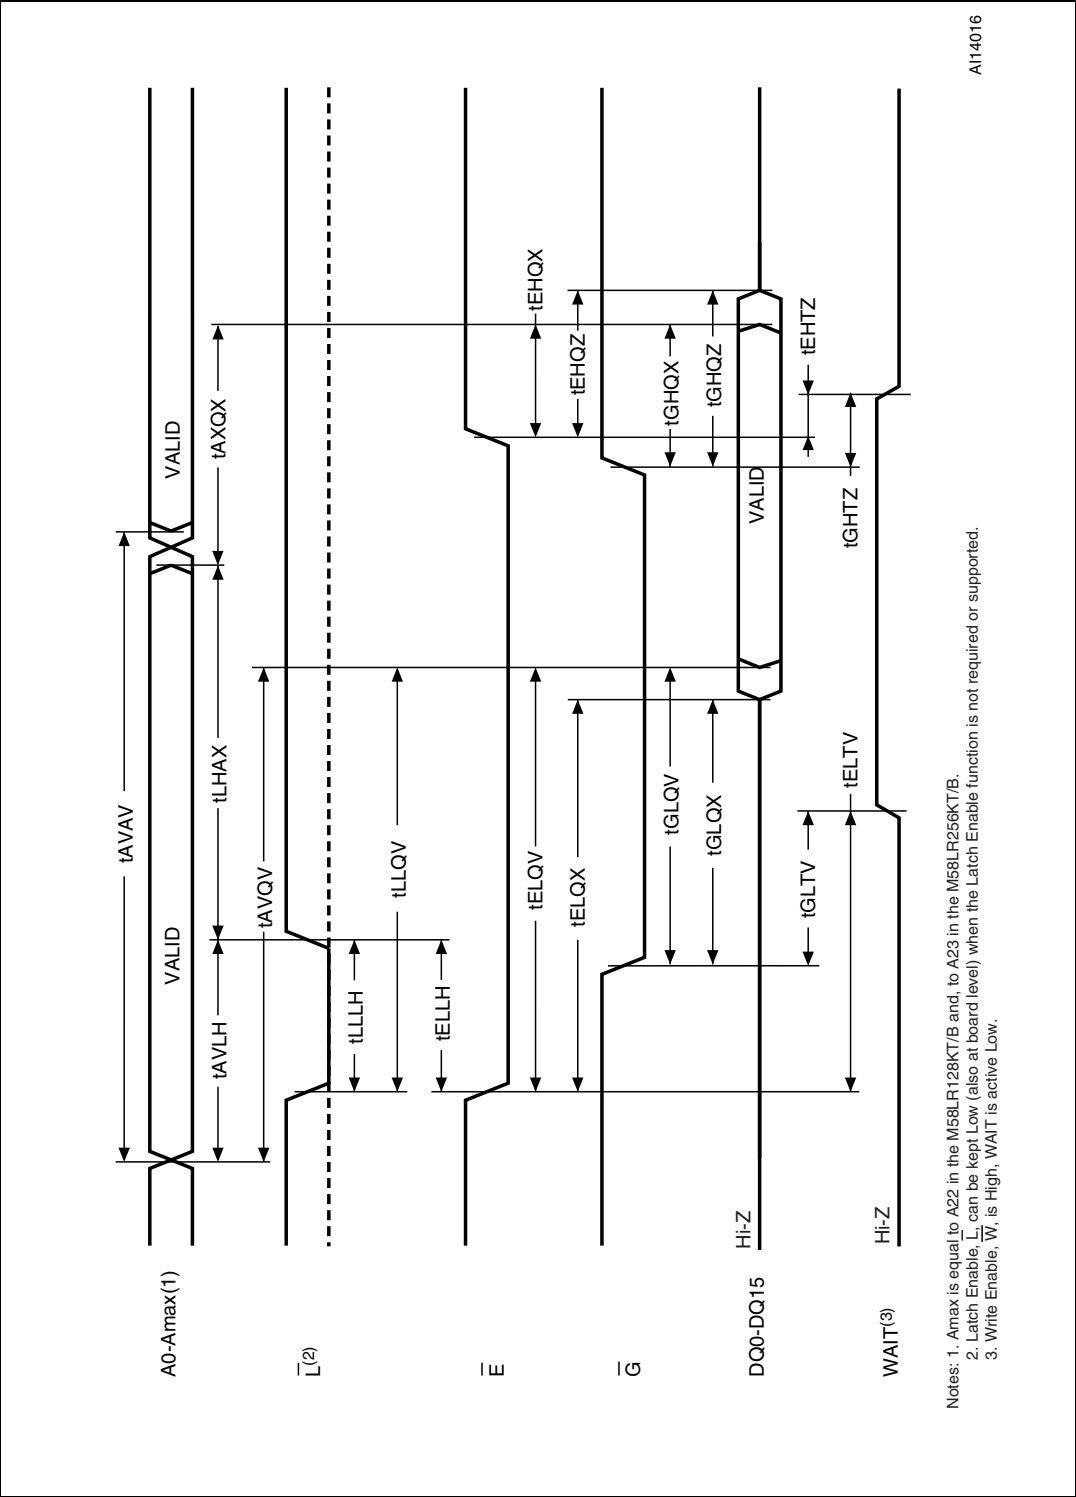 tAVAV
A0-Amax(1)
VALID
VALID
tAVLH
tLHAX
tAXQX
tAVQV
L(2)
tLLLH
tLLQV
tELLH
E
tELQV
tEHQX
tELQX
tEHQZ
G
tGLQV
tGHQX
tGLQX
tGHQZ
Hi-Z
DQ0-DQ15
VALID
tGLTV
tEHTZ
tELTV
tGHTZ
Hi-Z
WAIT(3)
Notes: 1. Amax is equal to A22 in the M58LR128KT/B and, to A23 in the M58LR256KT/B.
2. Latch Enable, L, can be kept Low (also at board level) when the Latch Enable function is not required or supported.
3. Write Enable, W, is High, WAIT is active Low.
AI14016